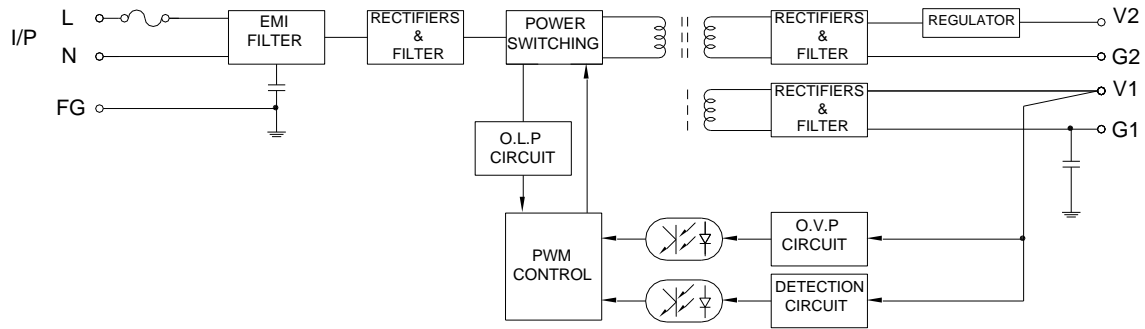 I/P
L
N
FG
EMI
FILTER
RECTIFIERS
&
FILTER
POWER
SWITCHING
RECTIFIERS
&
FILTER
REGULATOR
V2
G2
RECTIFIERS
&
FILTER
V1
G1
O.L.P
CIRCUIT
PWM
CONTROL
O.V.P
CIRCUIT
DETECTION
CIRCUIT